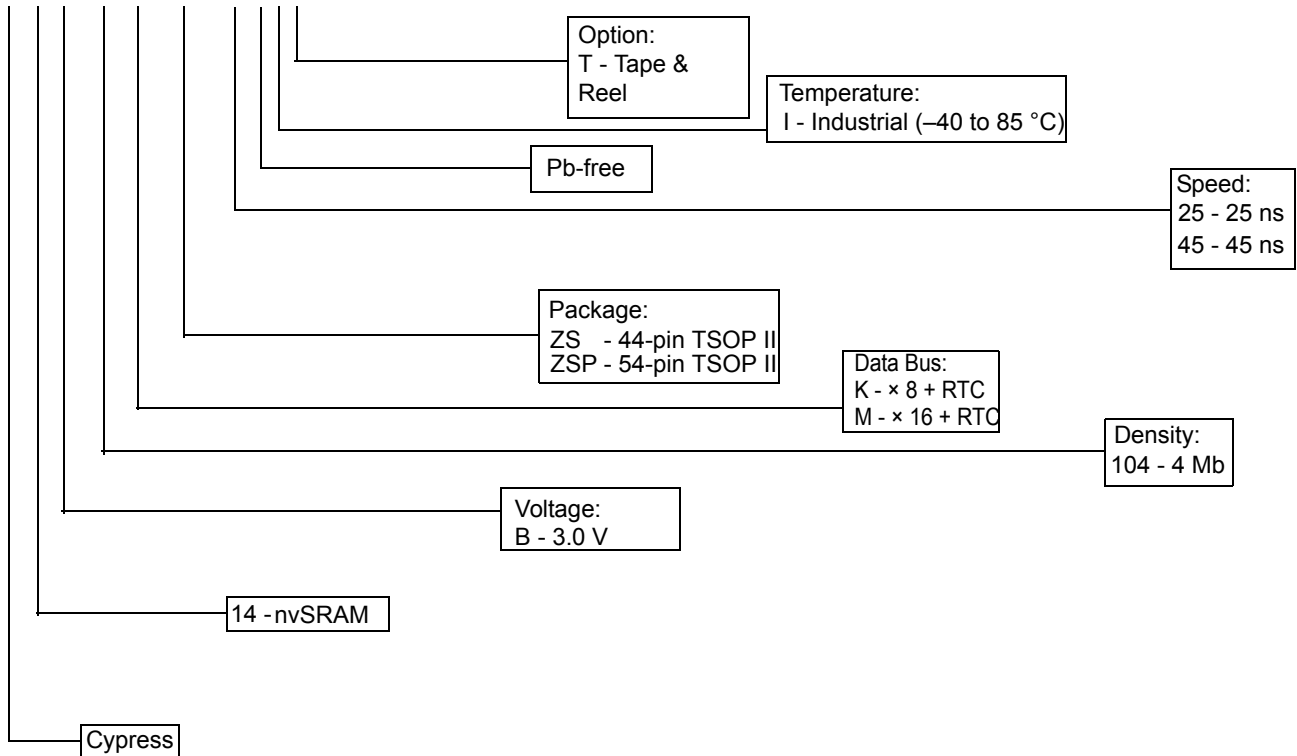 Option:
T - Tape &
Reel
Temperature:
I - Industrial (–40 to 85 °C)
Pb-free
Speed:
25 - 25 ns
45 - 45 ns
Package:
ZS - 44-pin TSOP II
ZSP - 54-pin TSOP II
Data Bus:
K - × 8 + RTC
M - × 16 + RTC
Density:
104 - 4 Mb
Voltage:
B - 3.0 V
14 - nvSRAM
Cypress